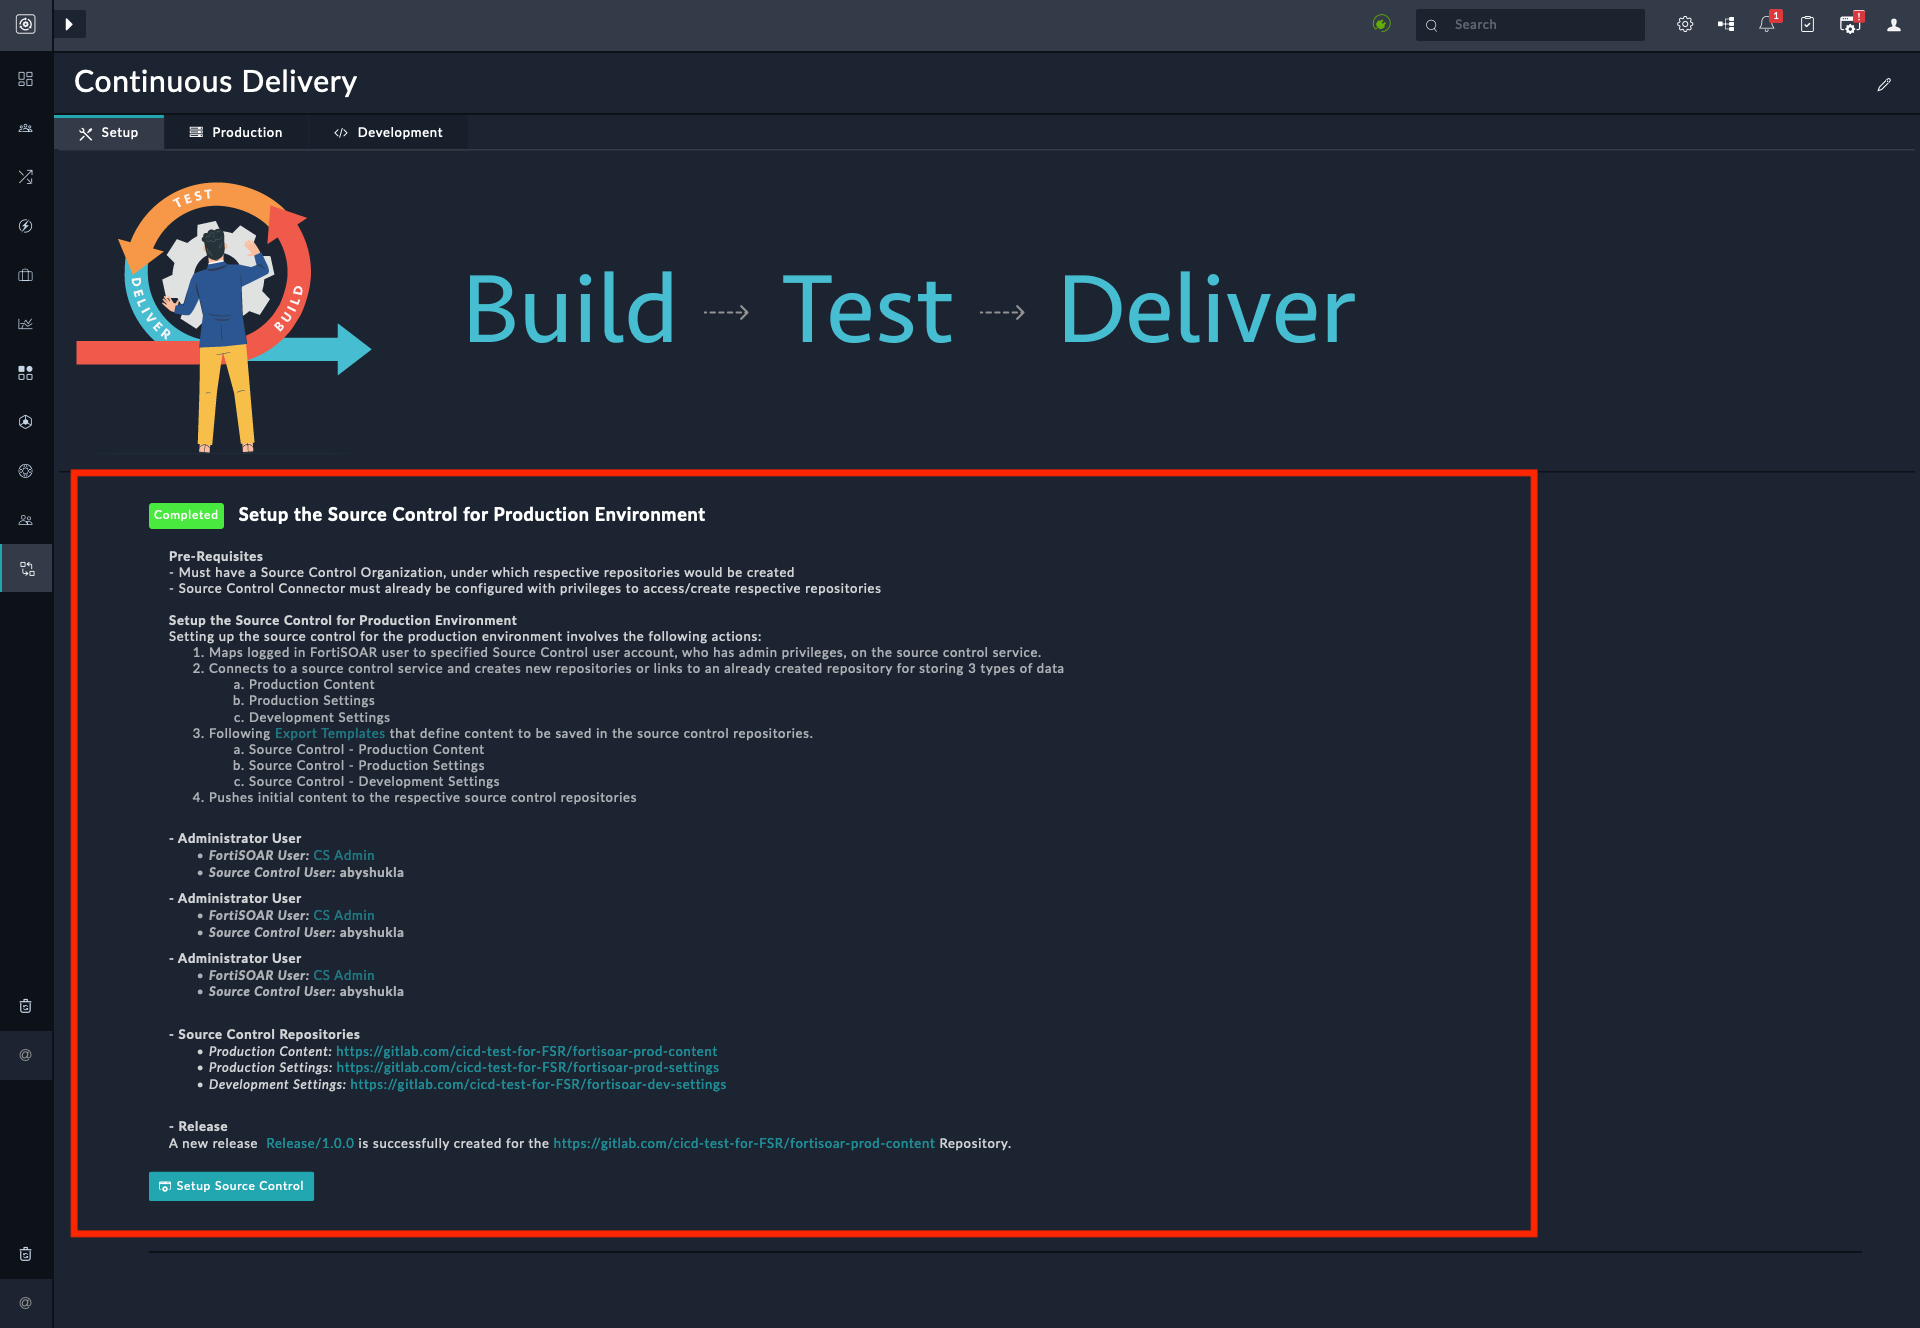 Search
1
!
Continuous Delivery
Setup
Production
Development
TEST
DELIVER
BUILD
Build
Test
Deliver
Completed
Setup the Source Control for Production Environment
Pre-Requisites
- Must have a Source Control Organization, under which respective repositories would be created
- Source Control Connector must already be configured with privileges to access/create respective repositories
Setup the Source Control for Production Environment
Setting up the source control for the production environment involves the following actions:
1. Maps logged in FortiSOAR user to specified Source Control user account, who has admin privileges, on the source control service.
2. Connects to a source control service and creates new repositories or links to an already created repository for storing 3 types of data
a. Production Content
b. Production Settings
c. Development Settings
3. Following Export Templates that define content to be saved in the source control repositories.
a. Source Control - Production Content
b. Source Control - Production Settings
c. Source Control - Development Settings
4. Pushes initial content to the respective source control repositories
- Administrator User
• FortiSOAR User: CS Admin
• Source Control User: abyshukla
- Administrator User
• FortiSOAR User: CS Admin
• Source Control User: abyshukla
- Administrator User
• FortiSOAR User: CS Admin
• Source Control User: abyshukla
- Source Control Repositories
• Production Content: https://gitlab.com/cicd-test-for-FSR/fortisoar-prod-content
• Production Settings: https://gitlab.com/cicd-test-for-FSR/fortisoar-prod-settings
• Development Settings: https://gitlab.com/cicd-test-for-FSR/fortisoar-dev-settings
- Release
A new release Release/1.0.0 is successfully created for the https://gitlab.com/cicd-test-for-FSR/fortisoar-prod-content Repository.
Setup Source Control
@
@